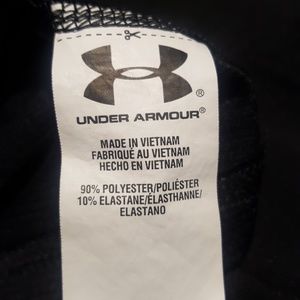 UNDER ARMOUR®
MADE IN VIETNAM
FABRIQUÉ AU VIETNAM
HECHO EN VIETNAM
90% POLYESTER/POLIÉSTER
10% ELASTANE/ÉLASTHANNE/
ELASTANO